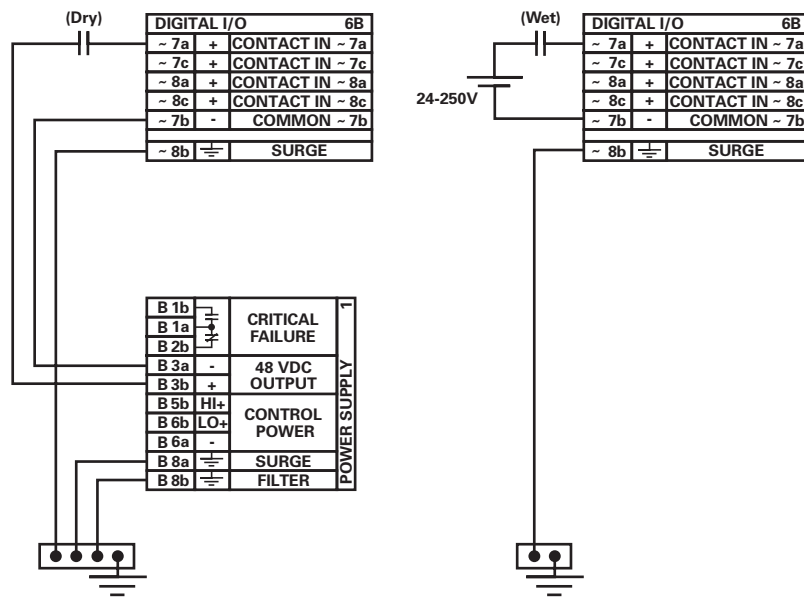 (Dry)
DIGITAL I/O 6B
~ 7a + CONTACT IN ~ 7a
~ 7c + CONTACT IN ~ 7c
~ 8a + CONTACT IN ~ 8a
~ 8c + CONTACT IN ~ 8c
~ 7b - COMMON ~ 7b
~ 8b SURGE
(Wet)
24-250V
DIGITAL I/O 6B
~ 7a + CONTACT IN ~ 7a
~ 7c + CONTACT IN ~ 7c
~ 8a + CONTACT IN ~ 8a
~ 8c + CONTACT IN ~ 8c
~ 7b - COMMON ~ 7b
~ 8b SURGE
B 1b
B 1a
B 2b
CRITICAL
FAILURE
B 3a -
B 3b +
48 VDC
OUTPUT
B 5b HI+
B 6b LO+
B 6a -
CONTROL
POWER
B 8a SURGE
B 8b FILTER
POWER SUPPLY 1